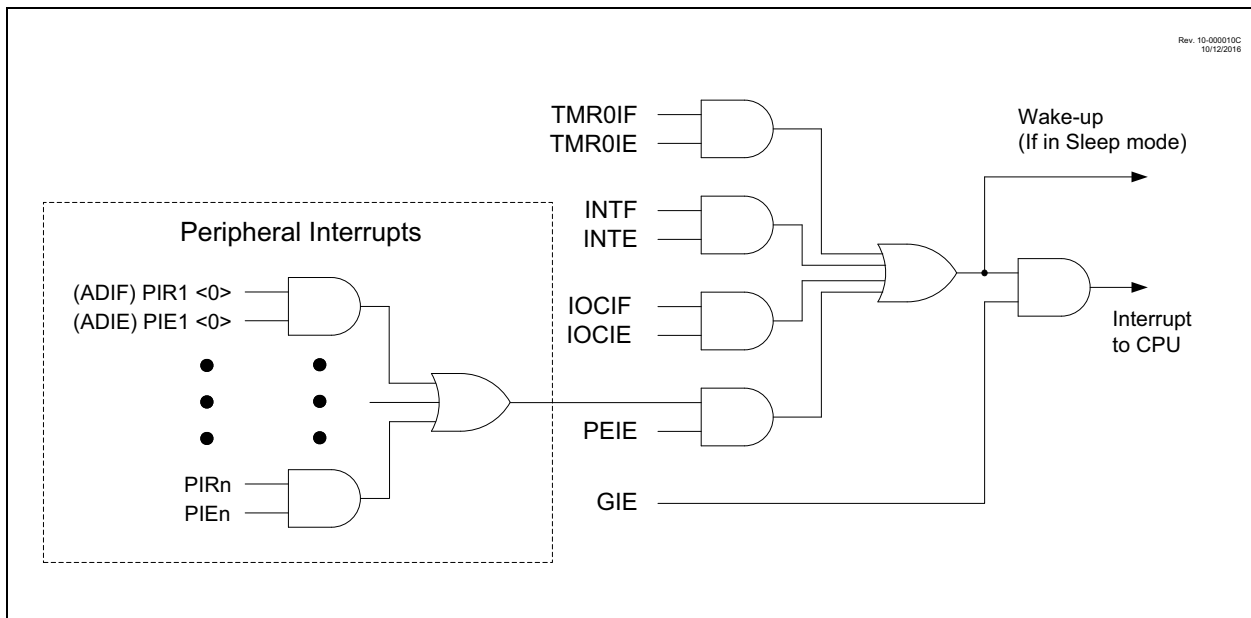 Rev. 10-000010C
10/12/2016
TMR0IF
TMR0IE
Wake-up
(If in Sleep mode)
INTF
INTE
Peripheral Interrupts
(ADIF) PIR1 <0>
(ADIE) PIE1 <0>
IOCIF
IOCIE
Interrupt
to CPU
PEIE
PIRn
PIEn
GIE